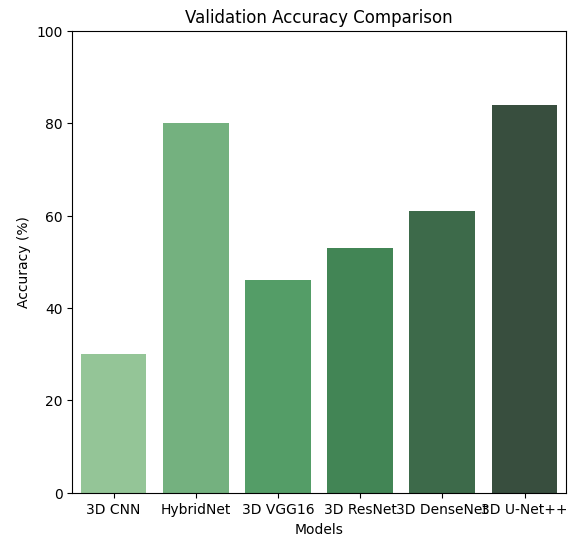 Validation Accuracy Comparison
100
80
60
40
20
0
Accuracy (%)
3D CNN HybridNet 3D VGG16 3D ResNet 3D DenseNet 3D U-Net++
Models